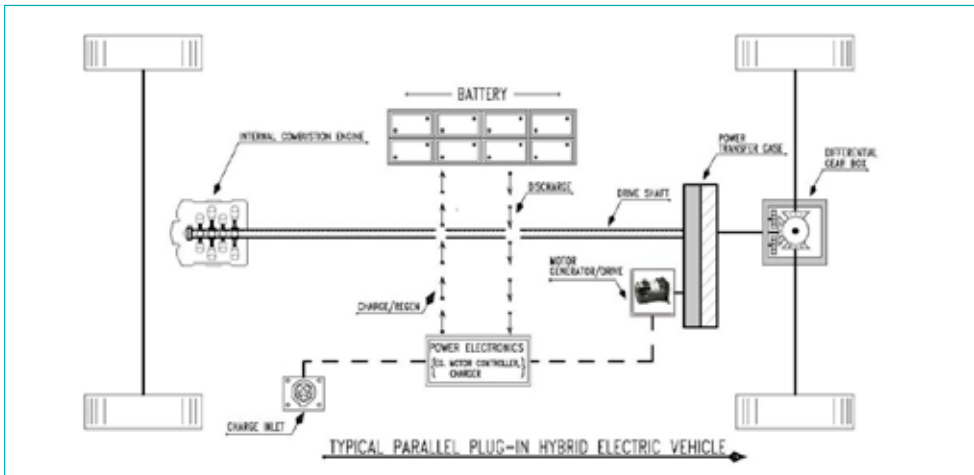 BATTERY
INTERNAL COMBUSTION ENGINE
POWER
TRANSFER CASE
DIFFERENTIAL
GEAR BOX
DISCHARGE
DRIVE SHAFT
MOTOR
GENERATOR/DRIVE
CHARGE/REGEN
POWER ELECTRONICS
EG. MOTOR CONTROLLER,
CHARGER
CHARGE INLET
TYPICAL PARALLEL PLUG-IN HYBRID ELECTRIC VEHICLE